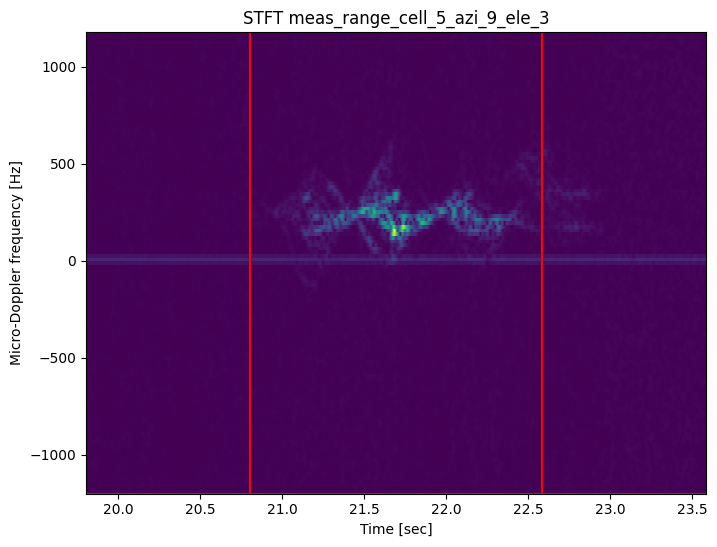 STFT meas_range_cell_5_azi_9_ele_3
Micro-Doppler frequency [Hz]
1000
500
0
−500
−1000
20.0 20.5 21.0 21.5 22.0 22.5 23.0 23.5
Time [sec]